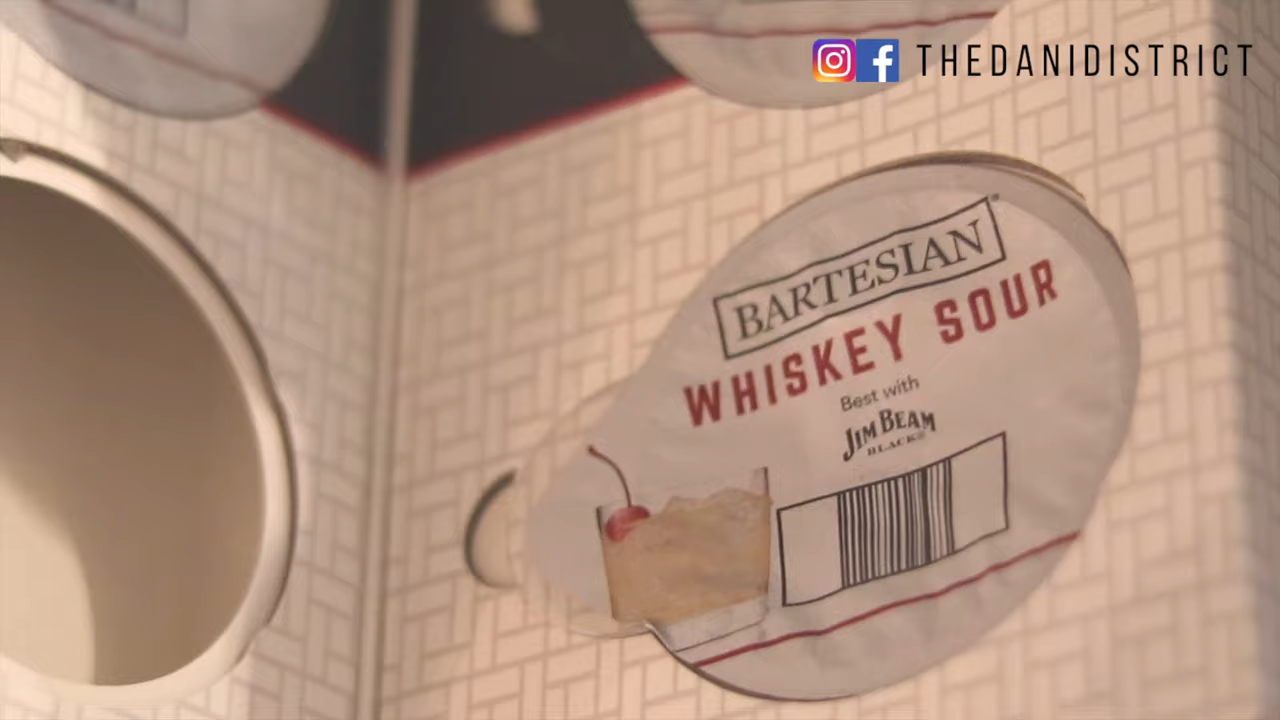 THEDANIDISTRICT
BARTESIAN
WHISKEY SOUR
Best with
JIM BEAM
BLACK®